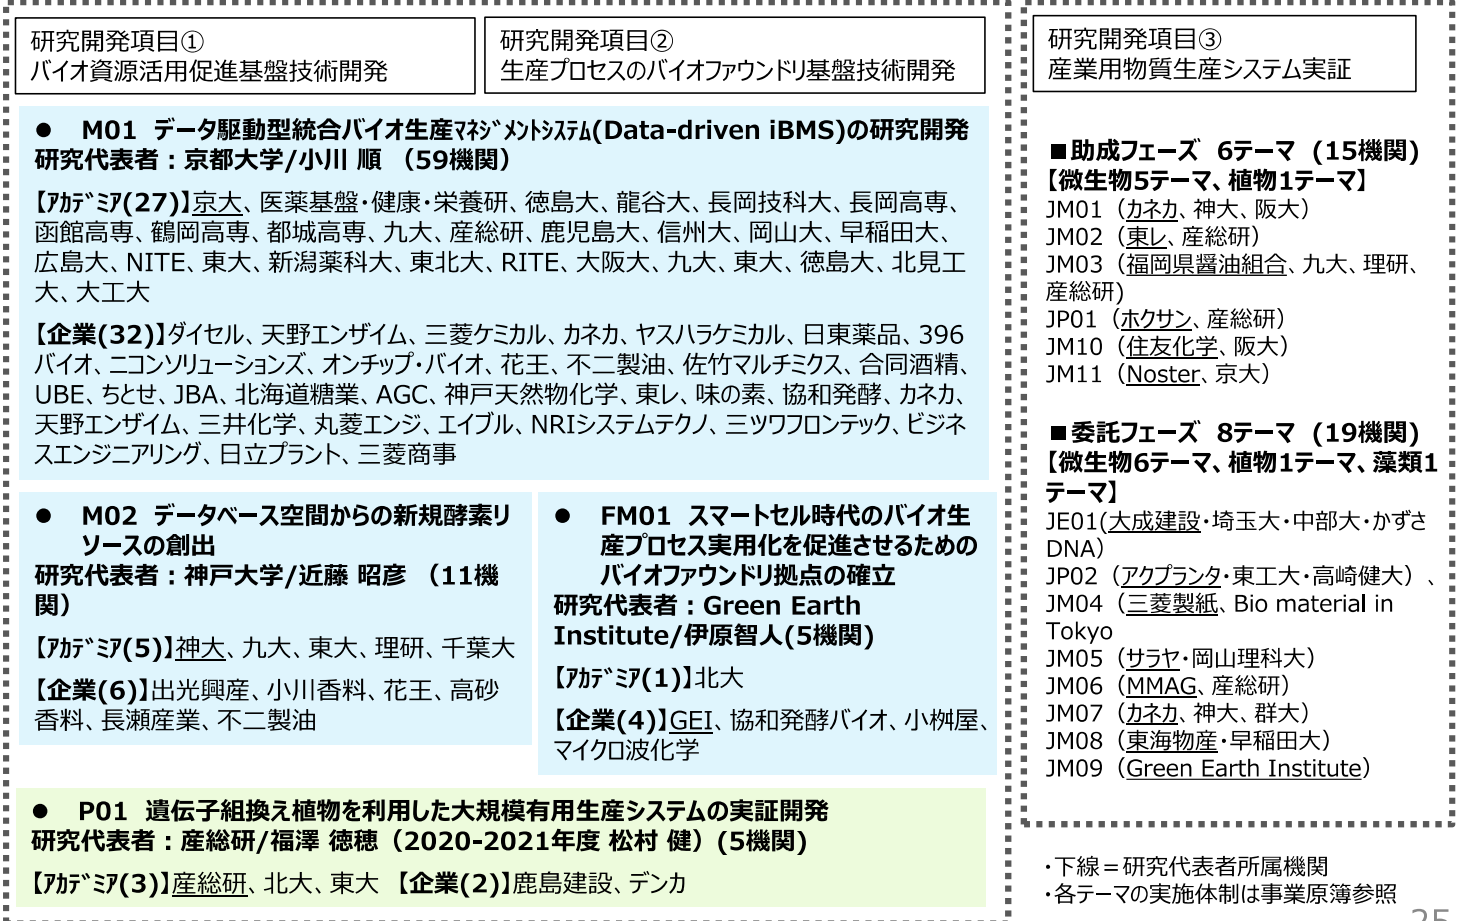 研究開発項目①
バイオ資源活用促進基盤技術開発
研究開発項目②
生産プロセスのバイオファウンドリ基盤技術開発
● M01 データ駆動型統合バイオ生産ﾏﾈｼﾞﾒﾝﾄｼｽﾃﾑ(Data-driven iBMS)の研究開発
研究代表者：京都大学/小川 順 （59機関）
【ｱｶﾃﾞﾐｱ(27)】京大、医薬基盤・健康・栄養研、徳島大、龍谷大、長岡技科大、長岡高専、
函館高専、鶴岡高専、都城高専、九大、産総研、鹿児島大、信州大、岡山大、早稲田大、
広島大、NITE、東大、新潟薬科大、東北大、RITE、大阪大、九大、東大、徳島大、北見工
大、大工大
【企業(32)】ダイセル、天野エンザイム、三菱ケミカル、カネカ、ヤスハラケミカル、日東薬品、396
バイオ、ニコンソリューションズ、オンチップ・バイオ、花王、不二製油、佐竹マルチミクス、合同酒精、
UBE、ちとせ、JBA、北海道糖業、AGC、神戸天然物化学、東レ、味の素、協和発酵、カネカ、
天野エンザイム、三井化学、丸菱エンジ、エイブル、NRIシステムテクノ、三ツワフロンテック、ビジネ
スエンジニアリング、日立プラント、三菱商事
● M02 データベース空間からの新規酵素リ
ソースの創出
研究代表者：神戸大学/近藤 昭彦 （11機
関）
【ｱｶﾃﾞﾐｱ(5)】神大、九大、東大、理研、千葉大
【企業(6)】出光興産、小川香料、花王、高砂
香料、長瀬産業、不二製油
● FM01 スマートセル時代のバイオ生
産プロセス実用化を促進させるための
バイオファウンドリ拠点の確立
研究代表者：Green Earth
Institute/伊原智人(5機関)
【ｱｶﾃﾞﾐｱ(1)】北大
【企業(4)】GEI、協和発酵バイオ、小桝屋、
マイクロ波化学
● P01 遺伝子組換え植物を利用した大規模有用生産システムの実証開発
研究代表者：産総研/福澤 徳穂（2020-2021年度 松村 健）(5機関)
【ｱｶﾃﾞﾐｱ(3)】産総研、北大、東大 【企業(2)】鹿島建設、デンカ
研究開発項目③
産業用物質生産システム実証
■助成フェーズ 6テーマ (15機関)
【微生物5テーマ、植物1テーマ】
JM01（カネカ、神大、阪大）
JM02（東レ、産総研）
JM03（福岡県醤油組合、九大、理研、
産総研)
JP01（ホクサン、産総研）
JM10（住友化学、阪大）
JM11（Noster、京大）
■委託フェーズ 8テーマ (19機関)
【微生物6テーマ、植物1テーマ、藻類1
テーマ】
JE01(大成建設・埼玉大・中部大・かずさ
DNA）
JP02（アクプランタ・東工大・高崎健大）、
JM04（三菱製紙、Bio material in
Tokyo
JM05（サラヤ・岡山理科大）
JM06（MMAG、産総研）
JM07（カネカ、神大、群大）
JM08（東海物産・早稲田大）
JM09（Green Earth Institute）
・下線＝研究代表者所属機関
・各テーマの実施体制は事業原簿参照
25